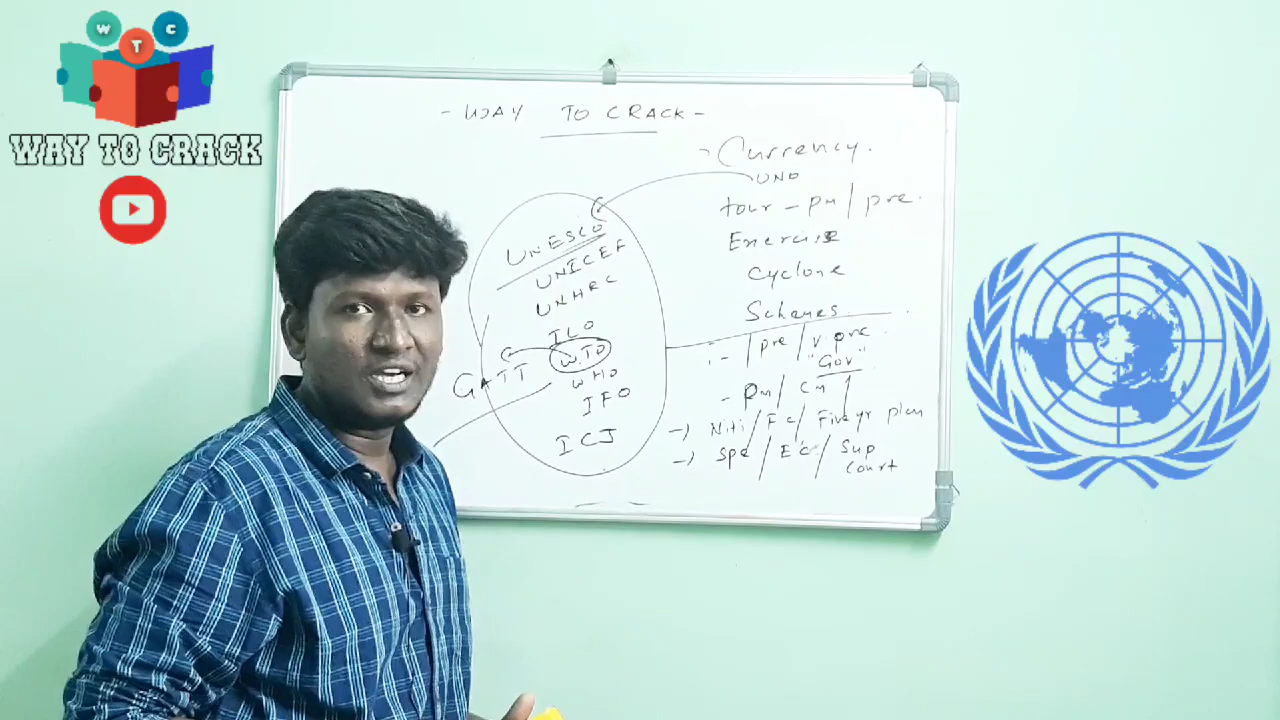 W T C
WAY TO CRACK
- WAY TO CRACK -
UNESCO
UNICEF
UNHRC
ILO
WTO
GATT
WHO
IFO
ICJ
Currency.
UNO
tour - PM / pre.
Exercise
Cyclone
Schemes.
:- / pre / v. pre
"Gov"
- PM / CM /
→ Niti / Fc / Five yr plan
→ Spe / EC / Sup
Court